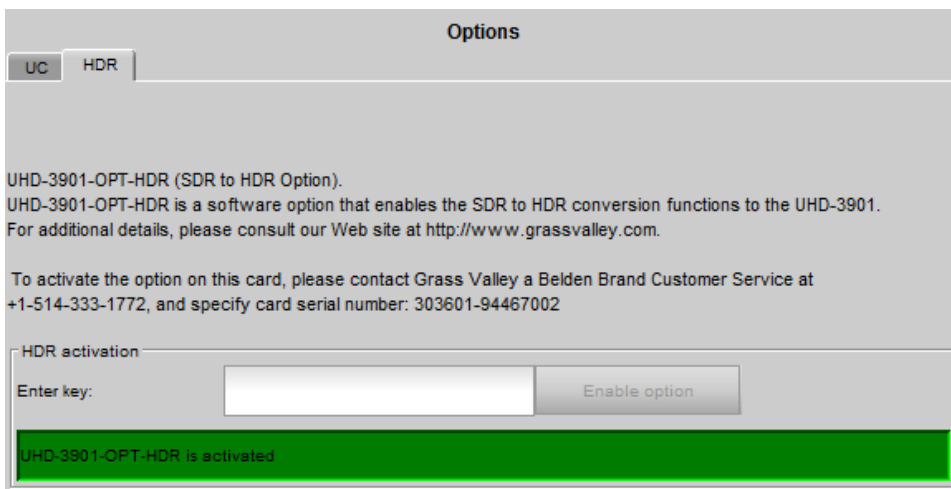 Options
UC HDR
UHD-3901-OPT-HDR (SDR to HDR Option).
UHD-3901-OPT-HDR is a software option that enables the SDR to HDR conversion functions to the UHD-3901.
For additional details, please consult our Web site at http://www.grassvalley.com.
To activate the option on this card, please contact Grass Valley a Belden Brand Customer Service at
+1-514-333-1772, and specify card serial number: 303601-94467002
HDR activation
Enter key: Enable option
UHD-3901-OPT-HDR is activated